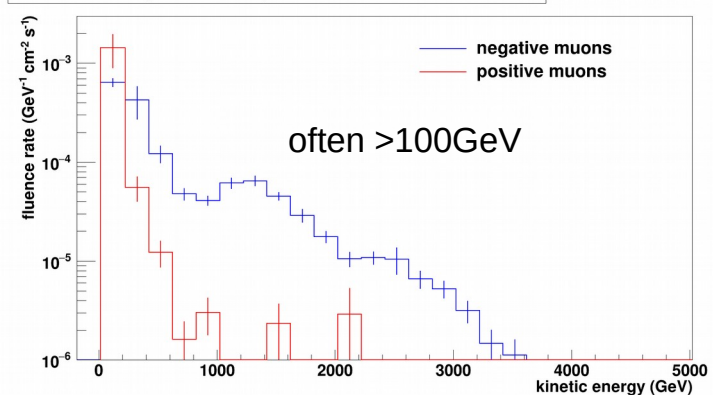 fluence rate (GeV⁻¹ cm⁻² s⁻¹)
10⁻³
10⁻⁴
10⁻⁵
10⁻⁶
negative muons
positive muons
often >100GeV
0 1000 2000 3000 4000 5000
kinetic energy (GeV)